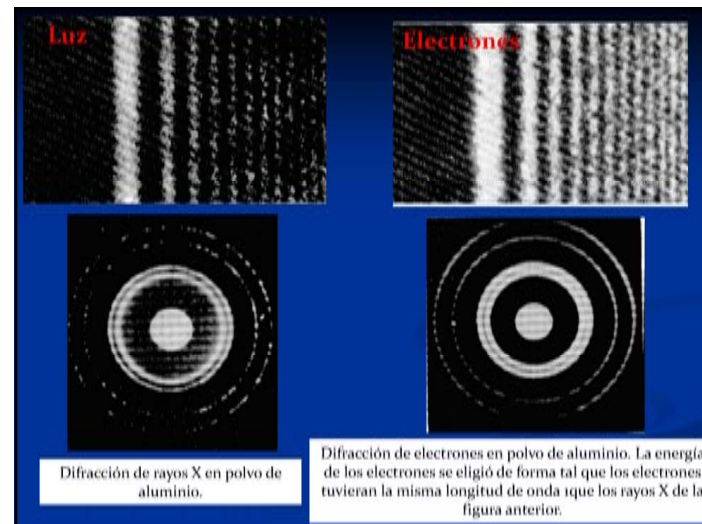 Luz
Electrones
Difracción de rayos X en polvo de
aluminio.
Difracción de electrones en polvo de aluminio. La energía
de los electrones se eligió de forma tal que los electrones
tuvieran la misma longitud de onda ıque los rayos X de la
figura anterior.